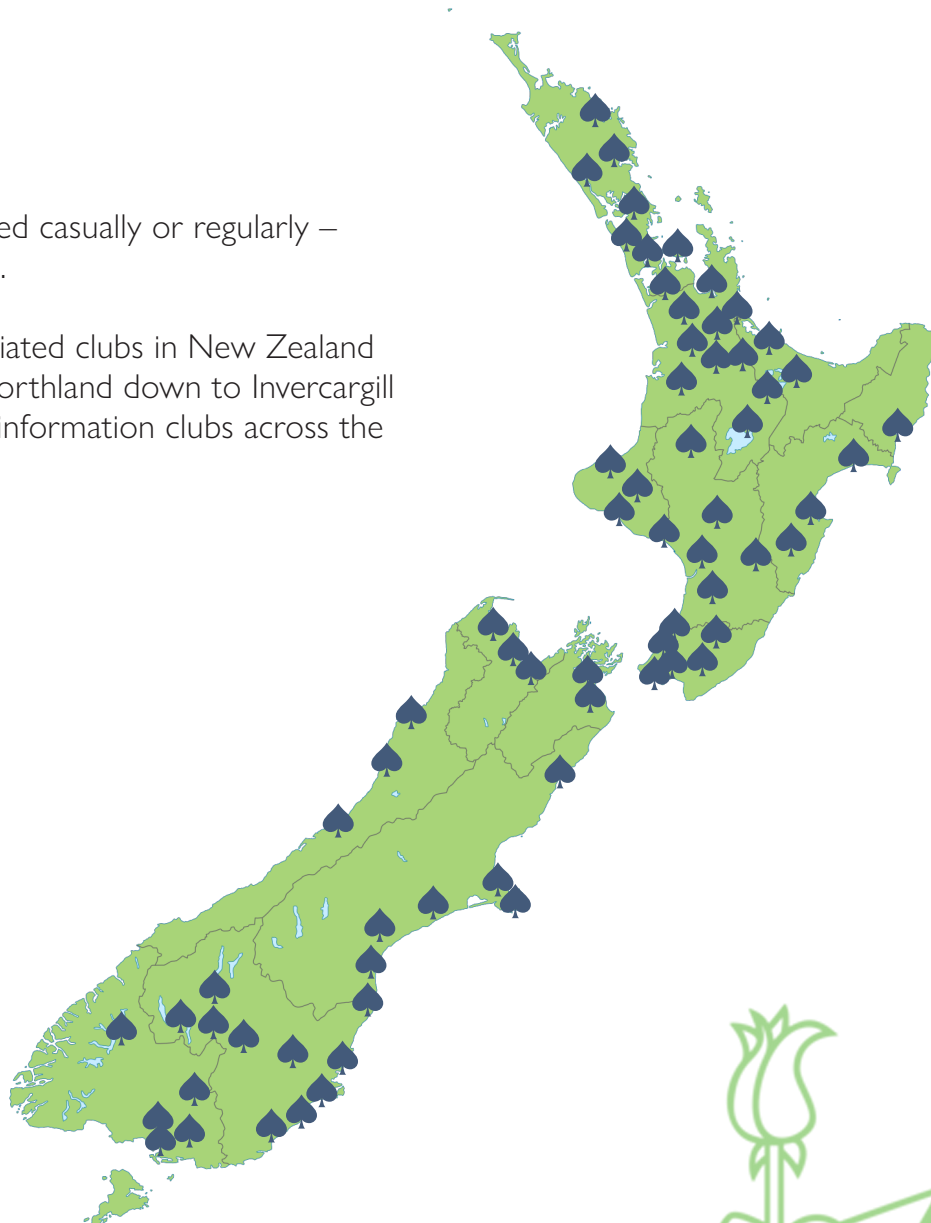 ed casually or regularly –
.
iated clubs in New Zealand
orthland down to Invercargill
information clubs across the